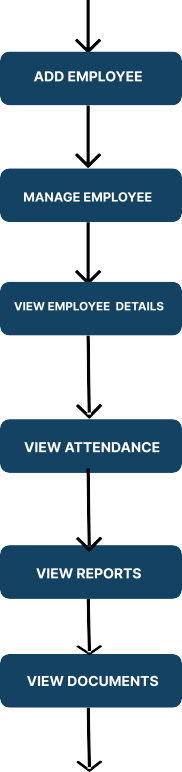 ADD EMPLOYEE
MANAGE EMPLOYEE
VIEW EMPLOYEE DETAILS
VIEW ATTENDANCE
VIEW REPORTS
VIEW DOCUMENTS